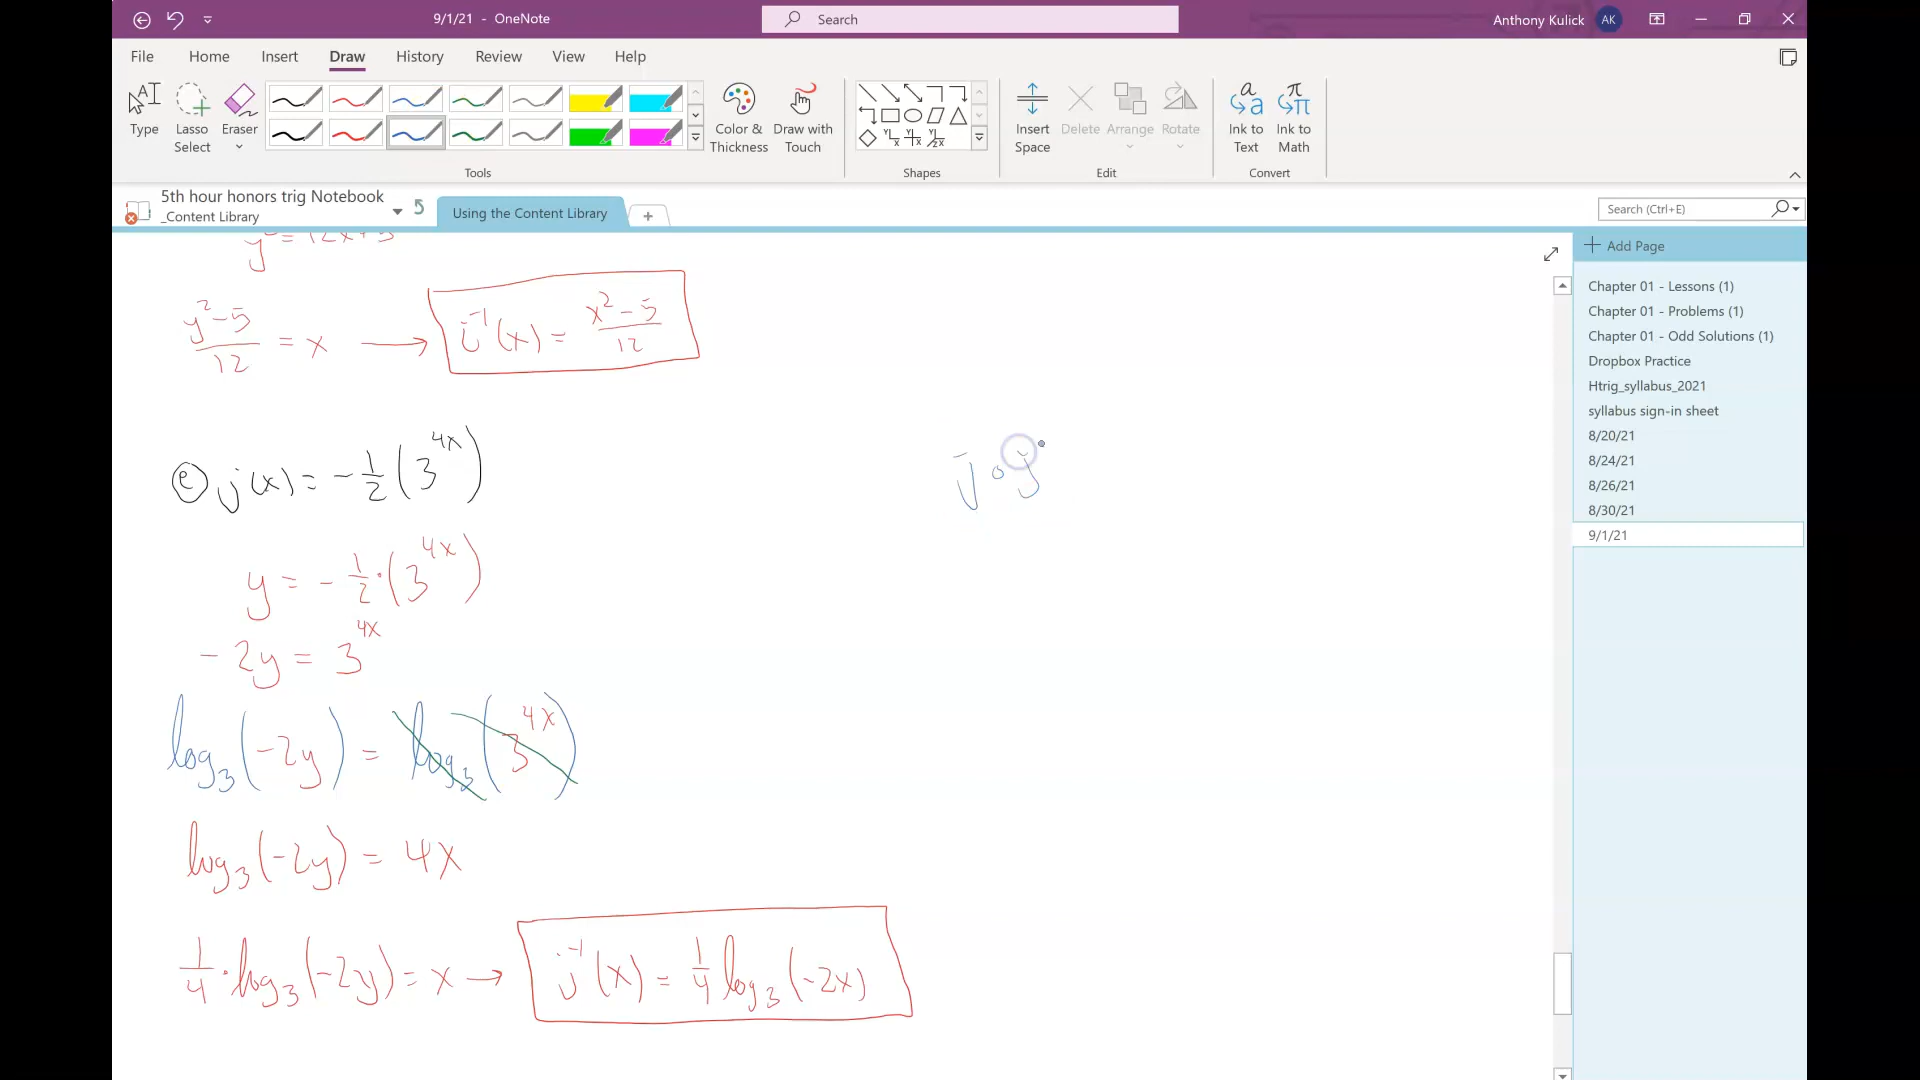 9/1/21 - OneNote
Search
Anthony Kulick AK
File Home Insert Draw History Review View Help
Type
Lasso Select
Eraser
Color & Thickness
Draw with Touch
Insert Space
Delete
Arrange
Rotate
Ink to Text
Ink to Math
Tools
Shapes
Edit
Convert
5th hour honors trig Notebook
_Content Library
Using the Content Library
Search (Ctrl+E)
Add Page
Chapter 01 - Lessons (1)
Chapter 01 - Problems (1)
Chapter 01 - Odd Solutions (1)
Dropbox Practice
Htrig_syllabus_2021
syllabus sign-in sheet
8/20/21
8/24/21
8/26/21
8/30/21
9/1/21
y² = 12x+5
(y²-5)/12 = x → i⁻¹(x) = (x²-5)/12
ⓔ j(x) = -1/2 (3^(4x))
y = -1/2·(3^(4x))
-2y = 3^(4x)
log₃(-2y) = log₃(3^(4x))
log₃(-2y) = 4x
1/4·log₃(-2y) = x → j⁻¹(x) = 1/4 log₃(-2x)
j∘j